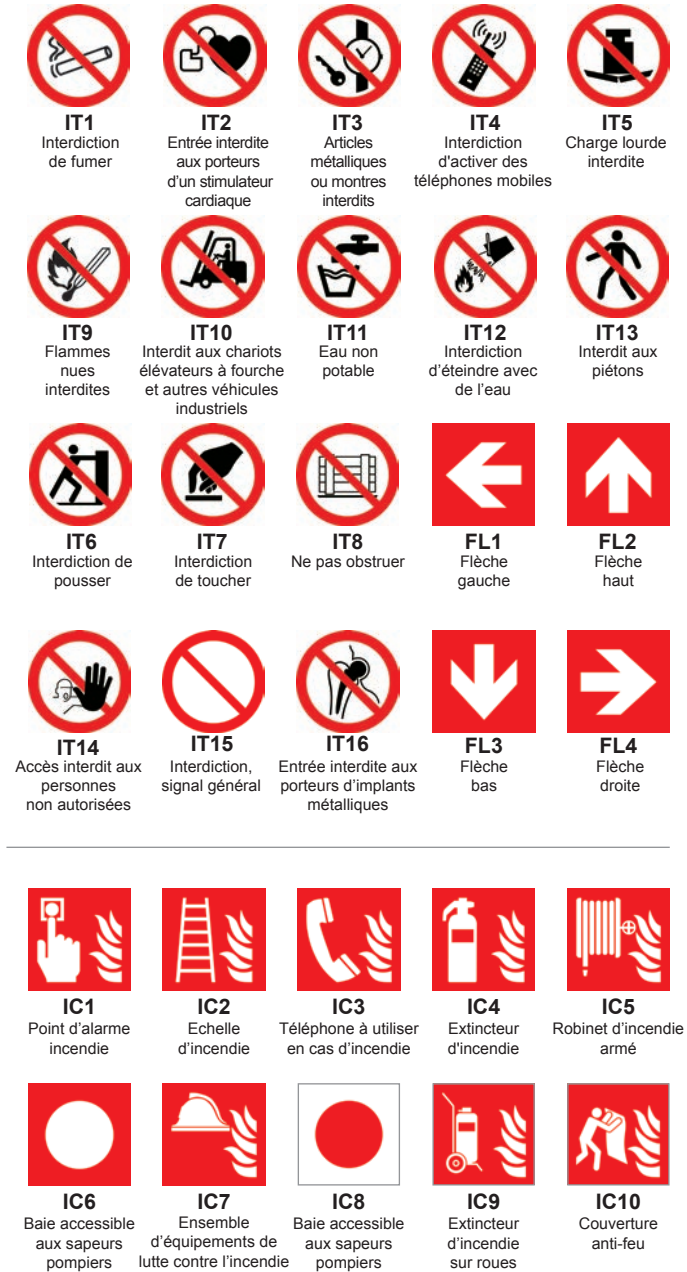 IT1
Interdiction
de fumer
IT2
Entrée interdite
aux porteurs
d’un stimulateur
cardiaque
IT3
Articles
métalliques
ou montres
interdits
IT4
Interdiction
d'activer des
téléphones mobiles
IT5
Charge lourde
interdite
IT9
Flammes
nues
interdites
IT10
Interdit aux chariots
élévateurs à fourche
et autres véhicules
industriels
IT11
Eau non
potable
IT12
Interdiction
d’éteindre avec
de l’eau
IT13
Interdit aux
piétons
IT6
Interdiction de
pousser
IT7
Interdiction
de toucher
IT8
Ne pas obstruer
FL1
Flèche
gauche
FL2
Flèche
haut
IT14
Accès interdit aux
personnes
non autorisées
IT15
Interdiction,
signal général
IT16
Entrée interdite aux
porteurs d’implants
métalliques
FL3
Flèche
bas
FL4
Flèche
droite
IC1
Point d’alarme
incendie
IC2
Echelle
d’incendie
IC3
Téléphone à utiliser
en cas d’incendie
IC4
Extincteur
d'incendie
IC5
Robinet d’incendie
armé
IC6
Baie accessible
aux sapeurs
pompiers
IC7
Ensemble
d’équipements de
lutte contre l’incendie
IC8
Baie accessible
aux sapeurs
pompiers
IC9
Extincteur
d’incendie
sur roues
IC10
Couverture
anti-feu